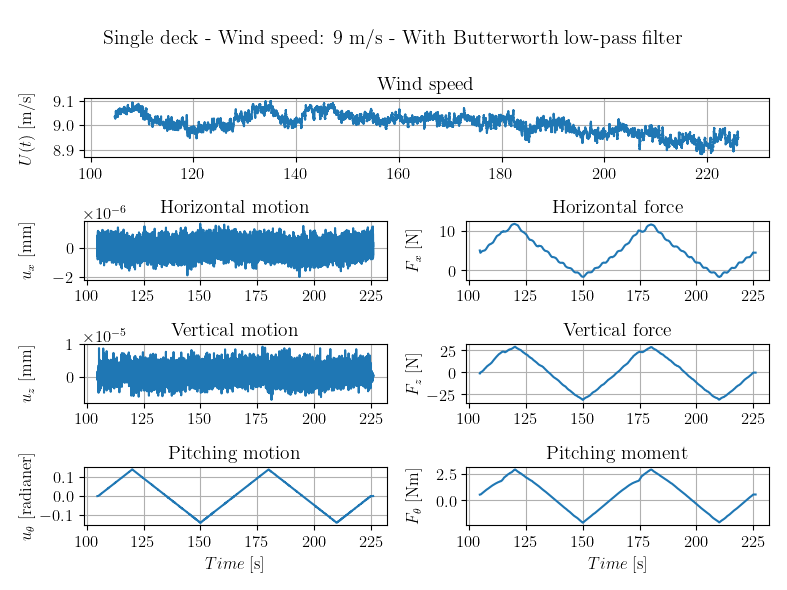 Single deck - Wind speed: 9 m/s - With Butterworth low-pass filter
Wind speed
U(t) [m/s]
9.1
9.0
8.9
100 120 140 160 180 200 220
×10⁻⁶
Horizontal motion
u_x [mm]
0
−2
100 125 150 175 200 225
Horizontal force
F_x [N]
10
0
100 125 150 175 200 225
×10⁻⁵
Vertical motion
u_z [mm]
1
0
100 125 150 175 200 225
Vertical force
F_z [N]
25
0
−25
100 125 150 175 200 225
Pitching motion
u_θ [radianer]
0.1
0.0
−0.1
100 125 150 175 200 225
Time [s]
Pitching moment
F_θ [Nm]
2.5
0.0
100 125 150 175 200 225
Time [s]